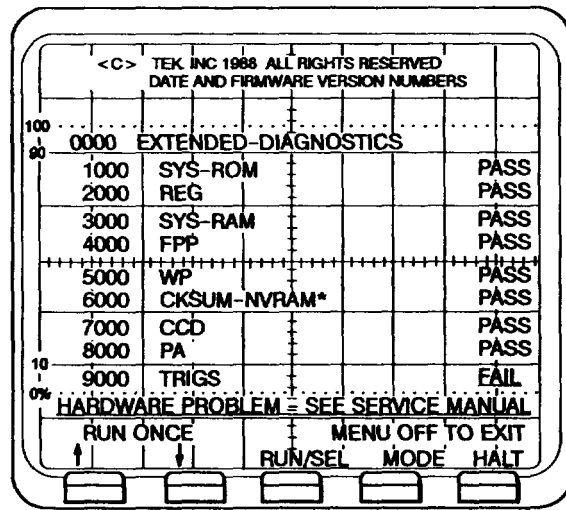 <C> TEK INC 1988 ALL RIGHTS RESERVED
DATE AND FIRMWARE VERSION NUMBERS
100
90
0000 EXTENDED-DIAGNOSTICS
1000 SYS-ROM PASS
2000 REG PASS
3000 SYS-RAM PASS
4000 FPP PASS
5000 WP PASS
6000 CKSUM-NVRAM* PASS
7000 CCD PASS
8000 PA PASS
10
9000 TRIGS FAIL
0%
HARDWARE PROBLEM = SEE SERVICE MANUAL
RUN ONCE MENU OFF TO EXIT
RUN/SEL MODE HALT